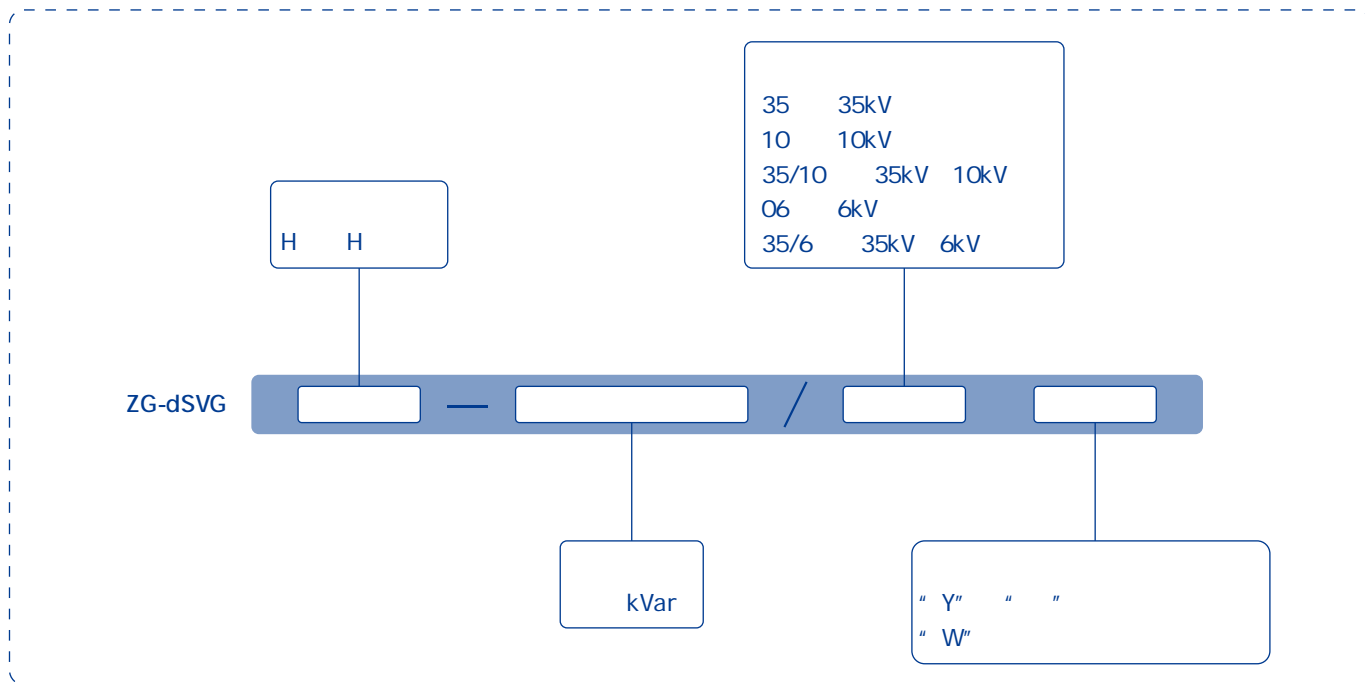 35 35kV
10 10kV
35/10 35kV 10kV
06 6kV
35/6 35kV 6kV
H H
ZG-dSVG — /
kVar
“ Y” “ ”
“ W”